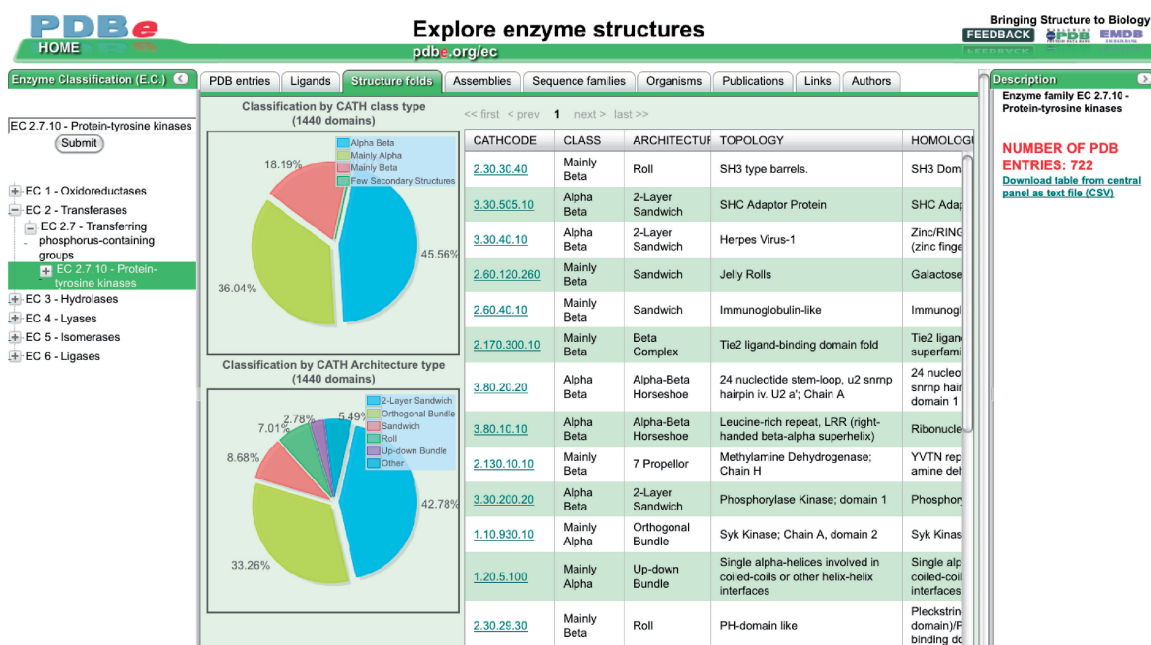 PDBe
HOME
Explore enzyme structures
pdbe.org/ec
Bringing Structure to Biology
FEEDBACK
PDB
EMDB
Enzyme Classification (E.C.)
EC 2.7.10 - Protein-tyrosine kinases
Submit
EC 1 - Oxidoreductases
EC 2 - Transferases
EC 2.7 - Transferring
phosphorus-containing
groups
EC 2.7.10 - Protein-
tyrosine kinases
EC 3 - Hydrolases
EC 4 - Lyases
EC 5 - Isomerases
EC 6 - Ligases
PDB entries Ligands Structure folds Assemblies Sequence families Organisms Publications Links Authors
Classification by CATH class type
(1440 domains)
Alpha Beta
Mainly Alpha
Mainly Beta
Few Secondary Structures
18.19%
45.56%
36.04%
Classification by CATH Architecture type
(1440 domains)
2-Layer Sandwich
Orthogonal Bundle
Sandwich
Roll
Up-down Bundle
Other
5.49%
2.78%
7.01%
8.68%
42.78%
33.26%
<< first < prev 1 next > last >>
CATHCODE CLASS ARCHITECTUR TOPOLOGY HOMOLOGU
2.30.30.40 Mainly Beta Roll SH3 type barrels. SH3 Dom
3.30.505.10 Alpha Beta 2-Layer Sandwich SHC Adaptor Protein SHC Adap
3.30.40.10 Alpha Beta 2-Layer Sandwich Herpes Virus-1 Zinc/RING (zinc finge
2.60.120.260 Mainly Beta Sandwich Jelly Rolls Galactose
2.60.40.10 Mainly Beta Sandwich Immunoglobulin-like Immunogl
2.170.300.10 Mainly Beta Beta Complex Tie2 ligand-binding domain fold Tie2 ligan superfami
3.80.20.20 Alpha Beta Alpha-Beta Horseshoe 24 nucleotide stem-loop, u2 snrnp hairpin iv. U2 a'; Chain A 24 nucleot snrnp hair domain 1
3.80.10.10 Alpha Beta Alpha-Beta Horseshoe Leucine-rich repeat, LRR (right-handed beta-alpha superhelix) Ribonucle
2.130.10.10 Mainly Beta 7 Propellor Methylamine Dehydrogenase; Chain H YVTN rep amine deh
3.30.200.20 Alpha Beta 2-Layer Sandwich Phosphorylase Kinase; domain 1 Phosphory
1.10.930.10 Mainly Alpha Orthogonal Bundle Syk Kinase; Chain A, domain 2 Syk Kinas
1.20.5.100 Mainly Alpha Up-down Bundle Single alpha-helices involved in coiled-coils or other helix-helix interfaces Single alp coiled-coil interfaces
2.30.29.30 Mainly Beta Roll PH-domain like Pleckstrin domain)/P binding do
Description
Enzyme family EC 2.7.10 -
Protein-tyrosine kinases
NUMBER OF PDB
ENTRIES: 722
Download table from central
panel as text file (CSV)